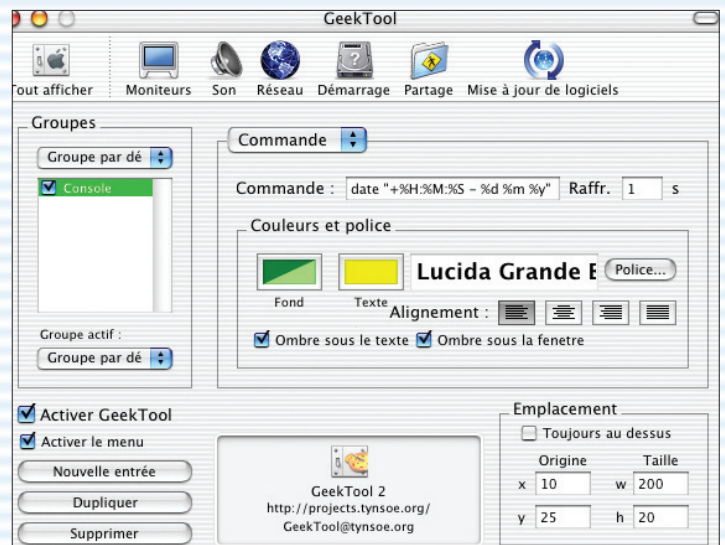 GeekTool
Tout afficher Moniteurs Son Réseau Démarrage Partage Mise à jour de logiciels
Groupes
Groupe par dé
Console
Groupe actif :
Groupe par dé
Commande
Commande : date "+%H:%M:%S - %d %m %y" Raffr. 1 s
Couleurs et police
Lucida Grande B Police...
Fond Texte
Alignement :
Ombre sous le texte Ombre sous la fenetre
Activer GeekTool
Activer le menu
Nouvelle entrée
Dupliquer
Supprimer
GeekTool 2
http://projects.tynsoe.org/
GeekTool@tynsoe.org
Emplacement
Toujours au dessus
Origine Taille
x 10 w 200
y 25 h 20